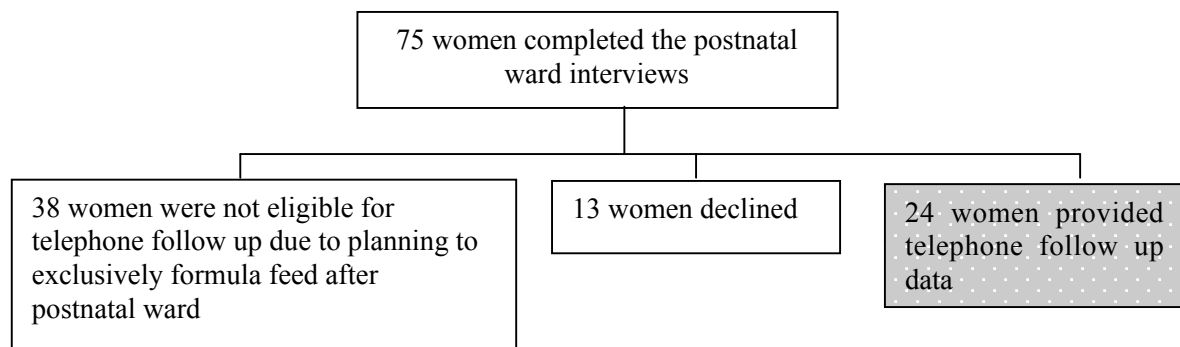 75 women completed the postnatal
ward interviews
38 women were not eligible for
telephone follow up due to planning to
exclusively formula feed after
postnatal ward
13 women declined
24 women provided
telephone follow up
data